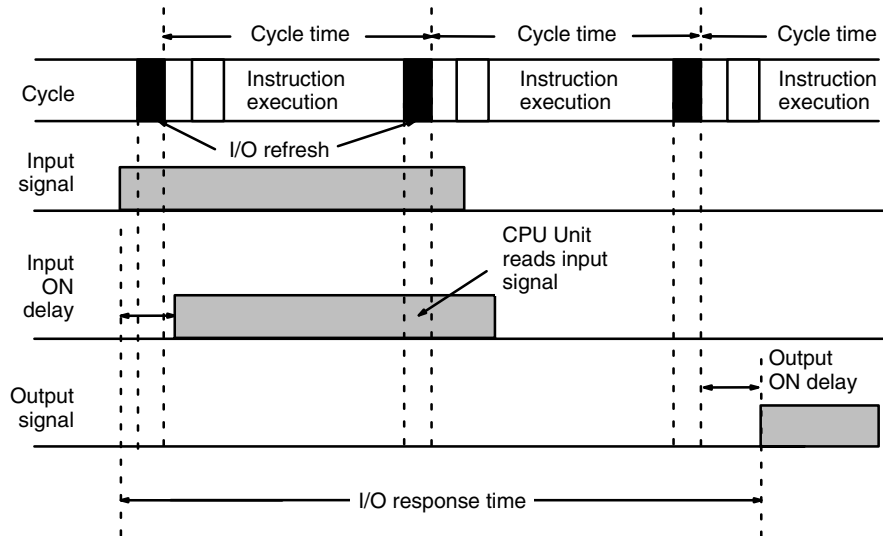 Cycle time
Cycle time
Cycle time
Cycle
Instruction
execution
Instruction
execution
Instruction
execution
I/O refresh
Input
signal
CPU Unit
reads input
signal
Input
ON
delay
Output
ON delay
Output
signal
I/O response time